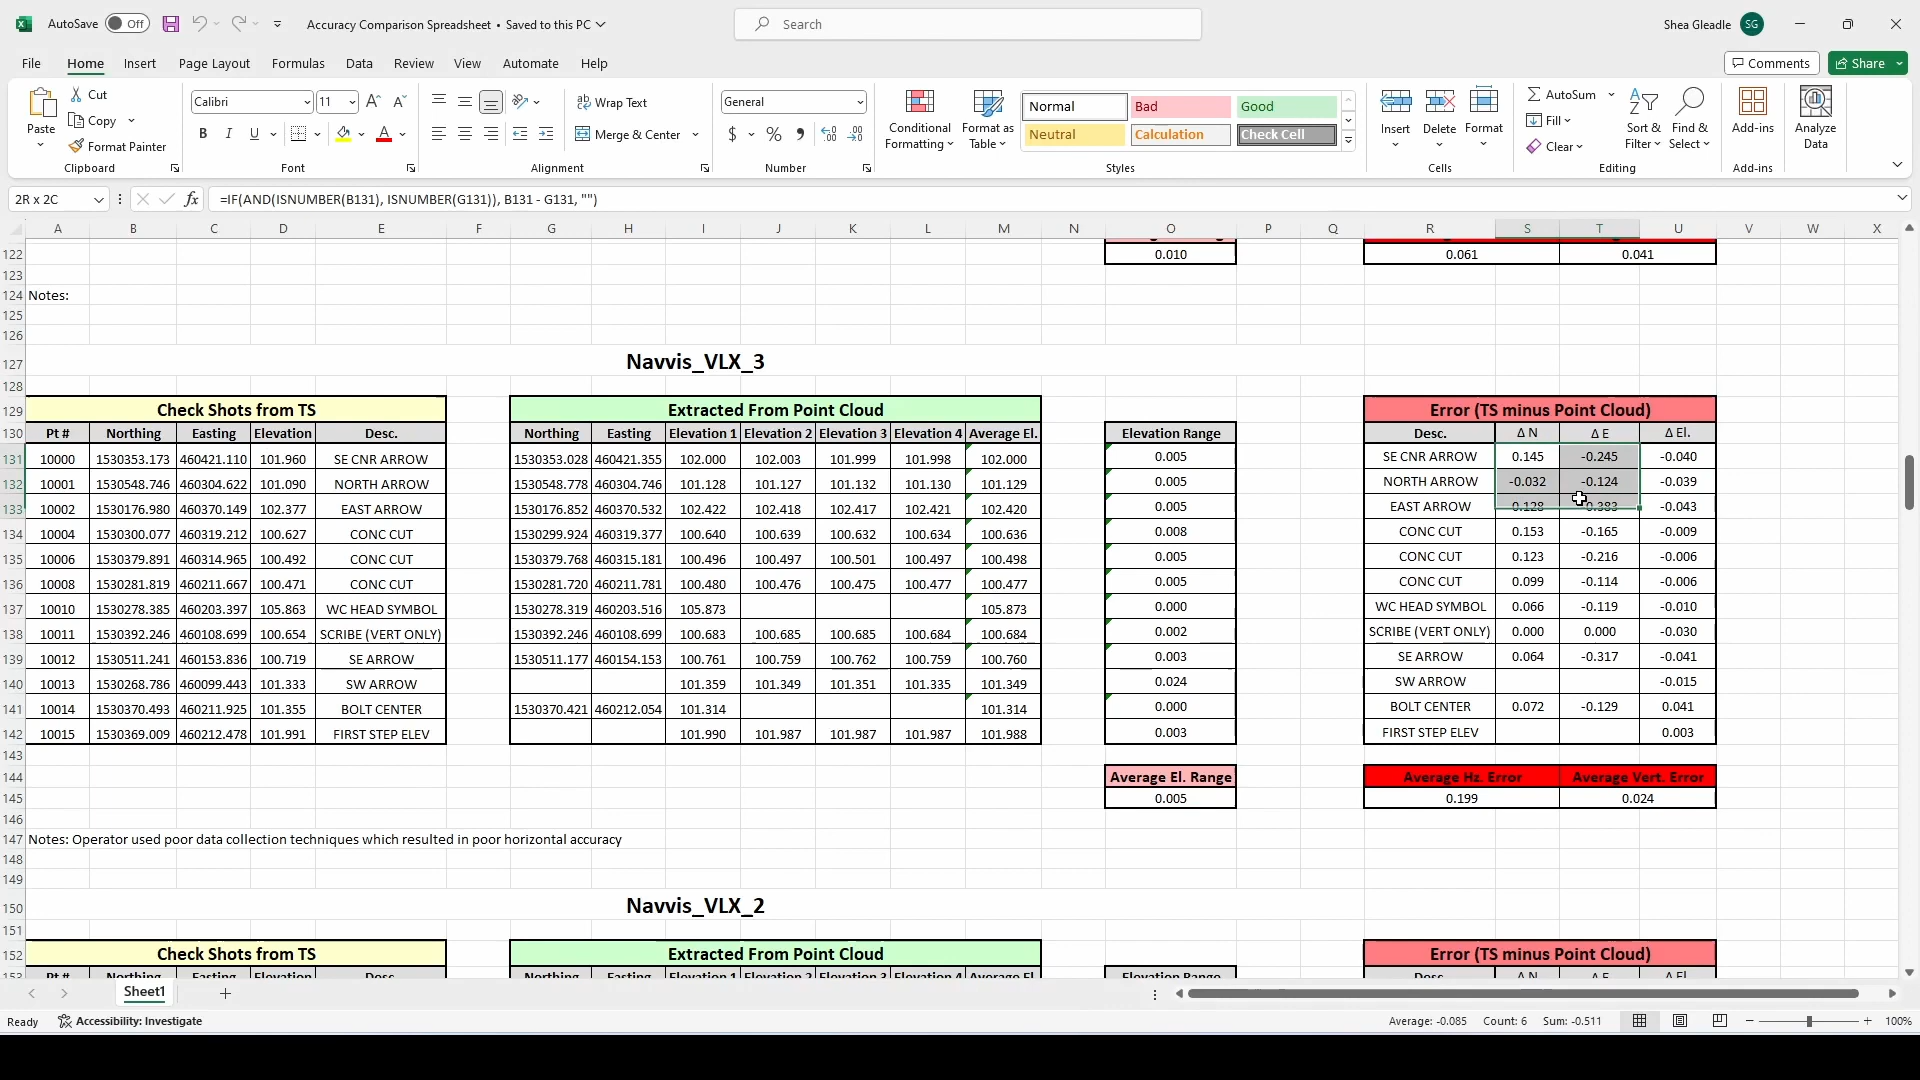 AutoSave Off Accuracy Comparison Spreadsheet • Saved to this PC Search Shea Gleadle SG
File Home Insert Page Layout Formulas Data Review View Automate Help Comments Share
Paste Cut Copy Format Painter Clipboard
Calibri 11 B I U A Font
Wrap Text Merge & Center Alignment
General $ % Number
Conditional Formatting Format as Table Normal Bad Good Neutral Calculation Check Cell Styles
Insert Delete Format Cells
AutoSum Fill Clear Sort & Filter Find & Select Editing
Add-ins Add-ins
Analyze Data
2R x 2C fx =IF(AND(ISNUMBER(B131), ISNUMBER(G131)), B131 - G131, "")
A B C D E F G H I J K L M N O P Q R S T U V W X
122 0.010 0.061 0.041
123
124 Notes:
125
126
127 Navvis_VLX_3
128
129 Check Shots from TS Extracted From Point Cloud Error (TS minus Point Cloud)
130 Pt # Northing Easting Elevation Desc. Northing Easting Elevation 1 Elevation 2 Elevation 3 Elevation 4 Average El. Elevation Range Desc. Δ N Δ E Δ El.
131 10000 1530353.173 460421.110 101.960 SE CNR ARROW 1530353.028 460421.355 102.000 102.003 101.999 101.998 102.000 0.005 SE CNR ARROW 0.145 -0.245 -0.040
132 10001 1530548.746 460304.622 101.090 NORTH ARROW 1530548.778 460304.746 101.128 101.127 101.132 101.130 101.129 0.005 NORTH ARROW -0.032 -0.124 -0.039
133 10002 1530176.980 460370.149 102.377 EAST ARROW 1530176.852 460370.532 102.422 102.418 102.417 102.421 102.420 0.005 EAST ARROW 0.128 -0.383 -0.043
134 10004 1530300.077 460319.212 100.627 CONC CUT 1530299.924 460319.377 100.640 100.639 100.632 100.634 100.636 0.008 CONC CUT 0.153 -0.165 -0.009
135 10006 1530379.891 460314.965 100.492 CONC CUT 1530379.768 460315.181 100.496 100.497 100.501 100.497 100.498 0.005 CONC CUT 0.123 -0.216 -0.006
136 10008 1530281.819 460211.667 100.471 CONC CUT 1530281.720 460211.781 100.480 100.476 100.475 100.477 100.477 0.005 CONC CUT 0.099 -0.114 -0.006
137 10010 1530278.385 460203.397 105.863 WC HEAD SYMBOL 1530278.319 460203.516 105.873 105.873 0.000 WC HEAD SYMBOL 0.066 -0.119 -0.010
138 10011 1530392.246 460108.699 100.654 SCRIBE (VERT ONLY) 1530392.246 460108.699 100.683 100.685 100.685 100.684 100.684 0.002 SCRIBE (VERT ONLY) 0.000 0.000 -0.030
139 10012 1530511.241 460153.836 100.719 SE ARROW 1530511.177 460154.153 100.761 100.759 100.762 100.759 100.760 0.003 SE ARROW 0.064 -0.317 -0.041
140 10013 1530268.786 460099.443 101.333 SW ARROW 101.359 101.349 101.351 101.335 101.349 0.024 SW ARROW -0.015
141 10014 1530370.493 460211.925 101.355 BOLT CENTER 1530370.421 460212.054 101.314 101.314 0.000 BOLT CENTER 0.072 -0.129 0.041
142 10015 1530369.009 460212.478 101.991 FIRST STEP ELEV 101.990 101.987 101.987 101.987 101.988 0.003 FIRST STEP ELEV 0.003
143
144 Average El. Range Average Hz. Error Average Vert. Error
145 0.005 0.199 0.024
146
147 Notes: Operator used poor data collection techniques which resulted in poor horizontal accuracy
148
149
150 Navvis_VLX_2
151
152 Check Shots from TS Extracted From Point Cloud Error (TS minus Point Cloud)
153 Pt # Northing Easting Elevation Desc. Northing Easting Elevation 1 Elevation 2 Elevation 3 Elevation 4 Average El. Elevation Range Desc. Δ N Δ E Δ El.
Sheet1
Ready Accessibility: Investigate Average: -0.085 Count: 6 Sum: -0.511 100%